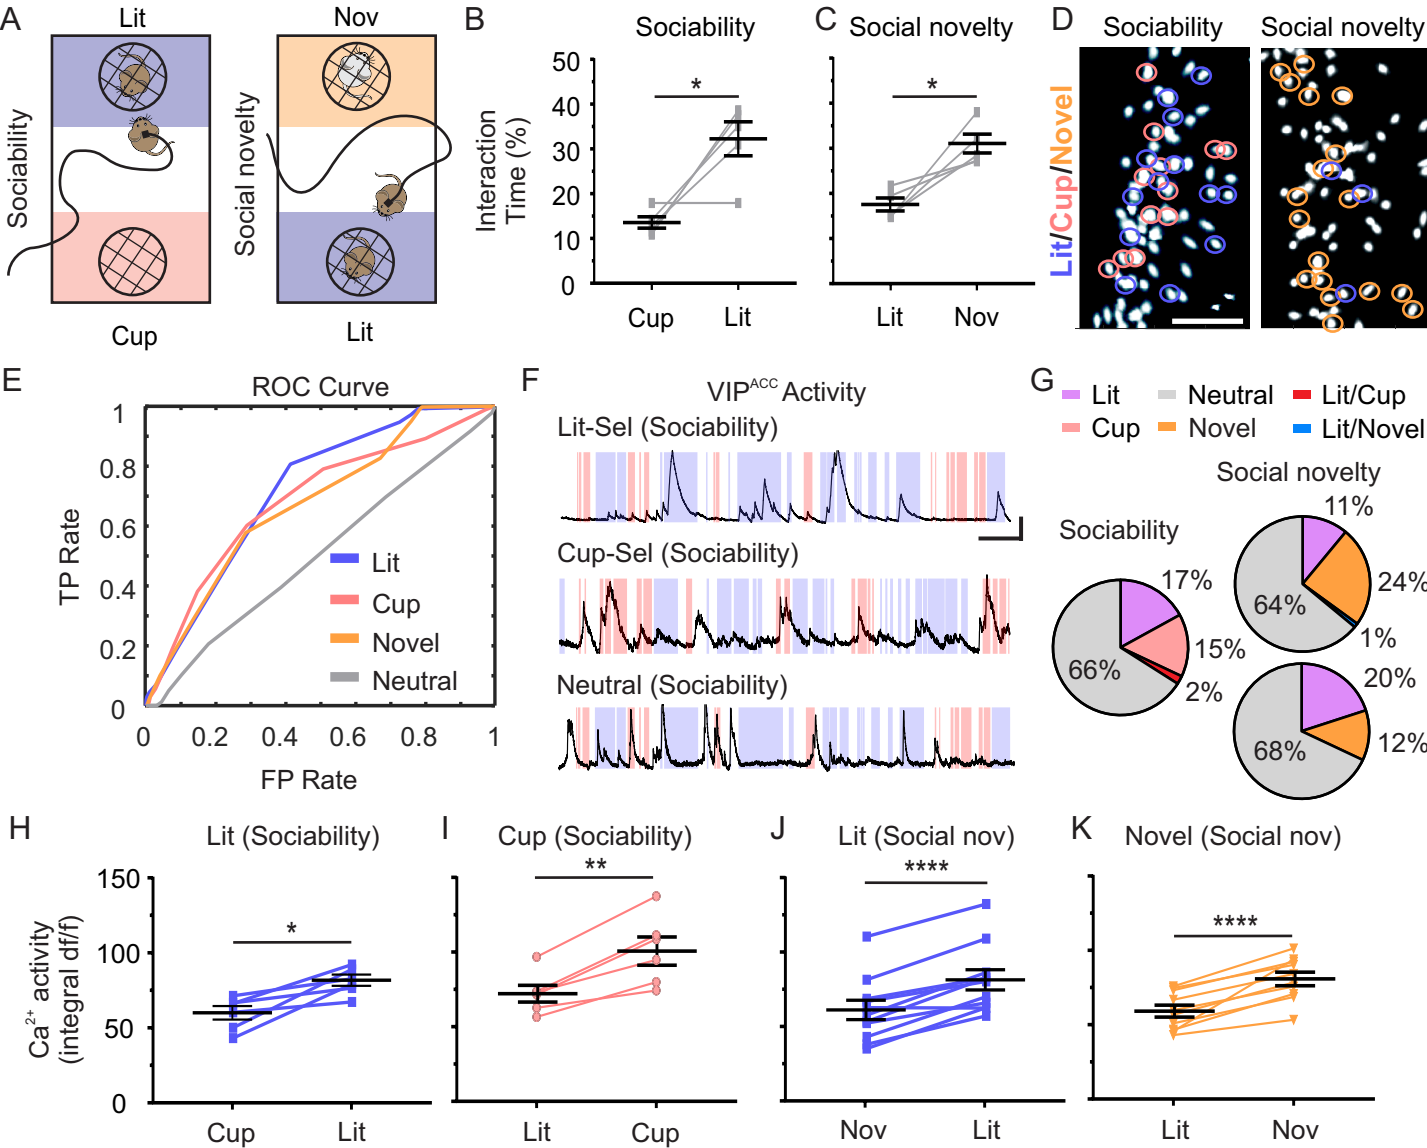 A
Lit
Nov
Sociability
Social novelty
Cup
Lit
B
Sociability
Interaction
Time (%)
50
40
30
20
10
0
*
Cup
Lit
C
Social novelty
*
Lit
Nov
D
Sociability
Social novelty
Lit/Cup/Novel
E
ROC Curve
TP Rate
1
0.8
0.6
0.4
0.2
0
Lit
Cup
Novel
Neutral
0
0.2
0.4
0.6
0.8
1
FP Rate
F
VIPᴬᶜᶜ Activity
Lit-Sel (Sociability)
Cup-Sel (Sociability)
Neutral (Sociability)
G
Lit
Neutral
Lit/Cup
Cup
Novel
Lit/Novel
Sociability
17%
15%
2%
66%
Social novelty
11%
24%
1%
64%
20%
12%
68%
H
Lit (Sociability)
Ca²⁺ activity
(integral df/f)
150
100
50
0
*
Cup
Lit
I
Cup (Sociability)
**
Lit
Cup
J
Lit (Social nov)
****
Nov
Lit
K
Novel (Social nov)
****
Lit
Nov